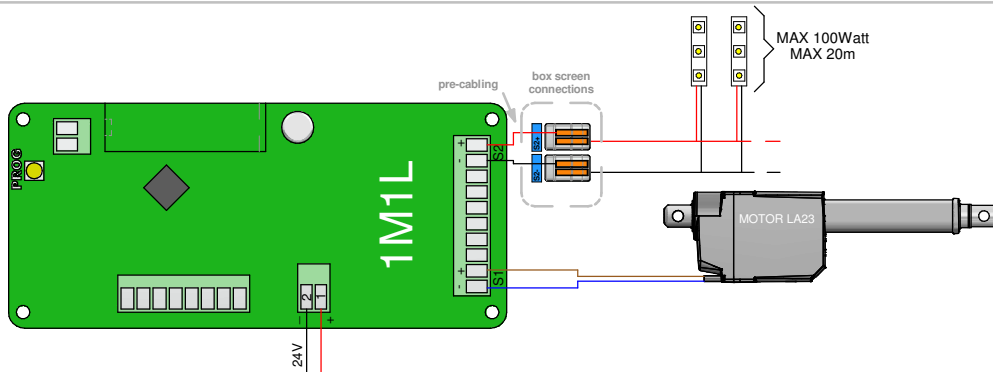 MAX 100Watt
MAX 20m
pre-cabling
box screen
connections
PROG
1M1L
+
-
S2
S2+
S2-
MOTOR LA23
+
-
S1
2
1
–
+
24V